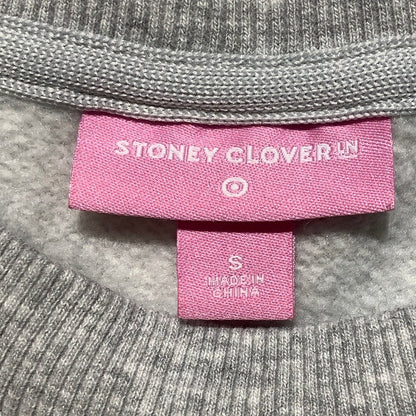 STONEY CLOVER LN
S
MADE IN
CHINA